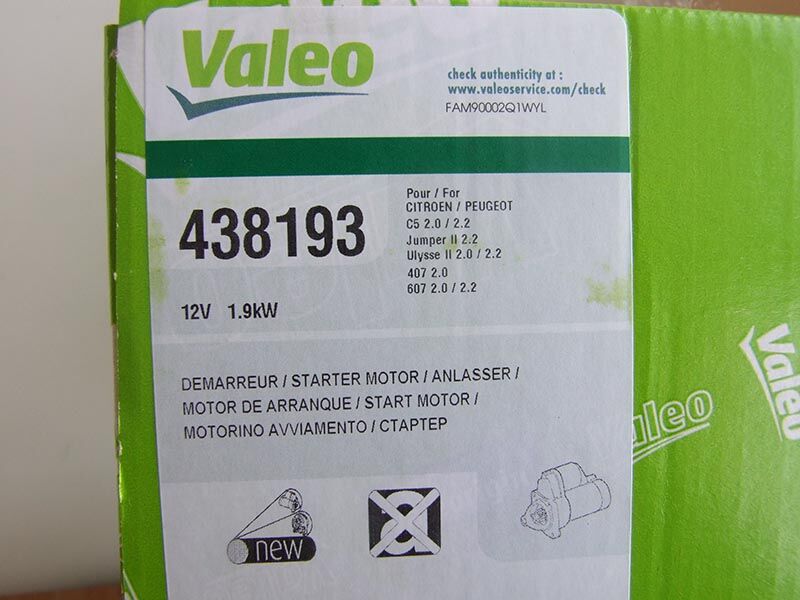 Valeo
check authenticity at :
www.valeoservice.com/check
FAM90002Q1WYL
438193
12V 1.9kW
Pour / For
CITROEN / PEUGEOT
C5 2.0 / 2.2
Jumper II 2.2
Ulysse II 2.0 / 2.2
407 2.0
607 2.0 / 2.2
DEMARREUR / STARTER MOTOR / ANLASSER /
MOTOR DE ARRANQUE / START MOTOR /
MOTORINO AVVIAMENTO / СТАРТЕР
new
a
Valeo
Valeo